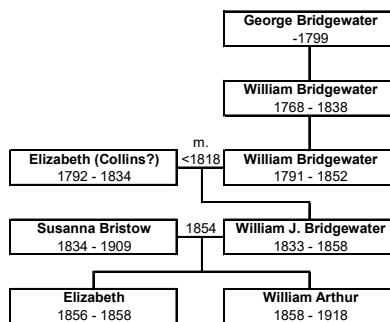 George Bridgewater
-1799
William Bridgewater
1768 - 1838
m.
<1818
Elizabeth (Collins?)
1792 - 1834
William Bridgewater
1791 - 1852
Susanna Bristow
1834 - 1909
1854
William J. Bridgewater
1833 - 1858
Elizabeth
1856 - 1858
William Arthur
1858 - 1918